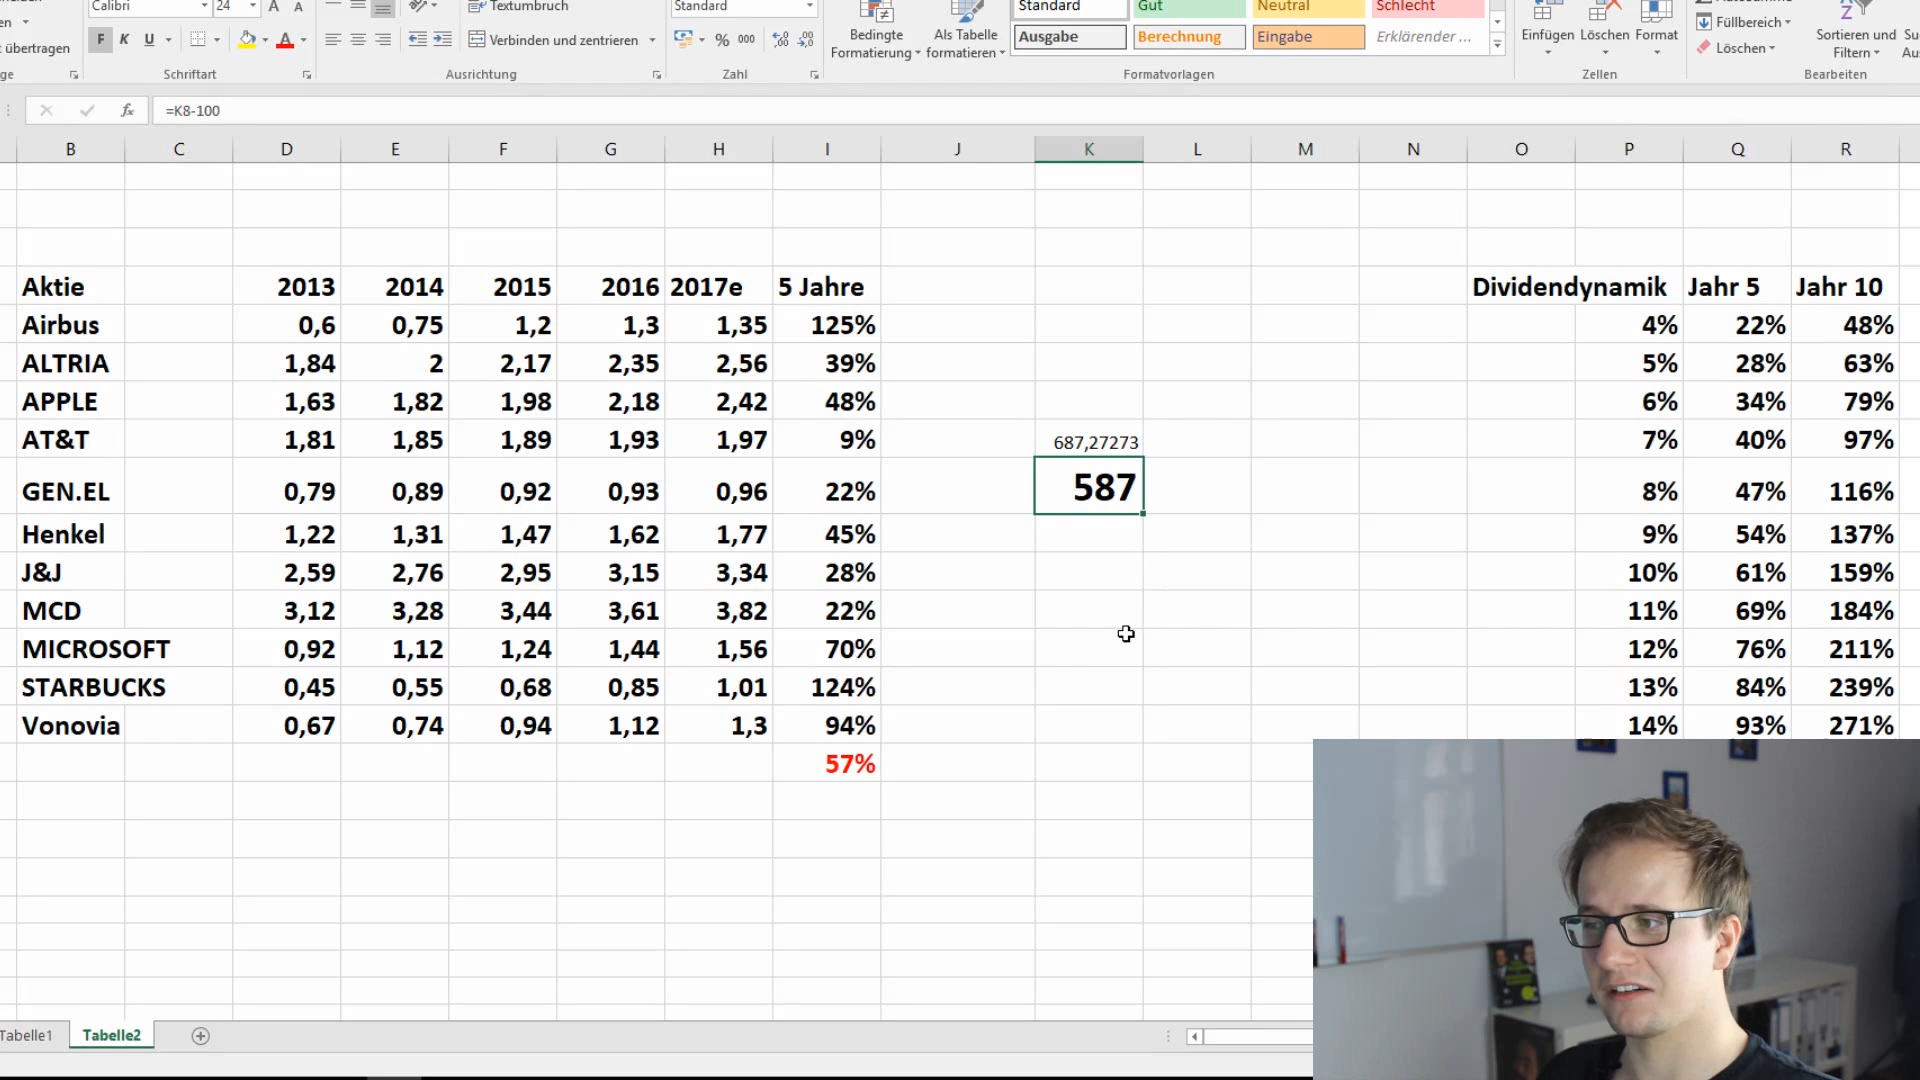 Calibri 24 A A Textumbruch Standard Standard Gut Neutral Schlecht
übertragen F K U A Verbinden und zentrieren % 000 Bedingte Formatierung Als Tabelle formatieren Ausgabe Berechnung Eingabe Erklärender ... Einfügen Löschen Format Füllbereich Löschen Sortieren und Filtern
Schriftart Ausrichtung Zahl Formatvorlagen Zellen Bearbeiten
fx =K8-100
B C D E F G H I J K L M N O P Q R
Aktie 2013 2014 2015 2016 2017e 5 Jahre Dividendynamik Jahr 5 Jahr 10
Airbus 0,6 0,75 1,2 1,3 1,35 125% 4% 22% 48%
ALTRIA 1,84 2 2,17 2,35 2,56 39% 5% 28% 63%
APPLE 1,63 1,82 1,98 2,18 2,42 48% 6% 34% 79%
AT&T 1,81 1,85 1,89 1,93 1,97 9% 687,27273 7% 40% 97%
GEN.EL 0,79 0,89 0,92 0,93 0,96 22% 587 8% 47% 116%
Henkel 1,22 1,31 1,47 1,62 1,77 45% 9% 54% 137%
J&J 2,59 2,76 2,95 3,15 3,34 28% 10% 61% 159%
MCD 3,12 3,28 3,44 3,61 3,82 22% 11% 69% 184%
MICROSOFT 0,92 1,12 1,24 1,44 1,56 70% 12% 76% 211%
STARBUCKS 0,45 0,55 0,68 0,85 1,01 124% 13% 84% 239%
Vonovia 0,67 0,74 0,94 1,12 1,3 94% 14% 93% 271%
57%
Tabelle1 Tabelle2